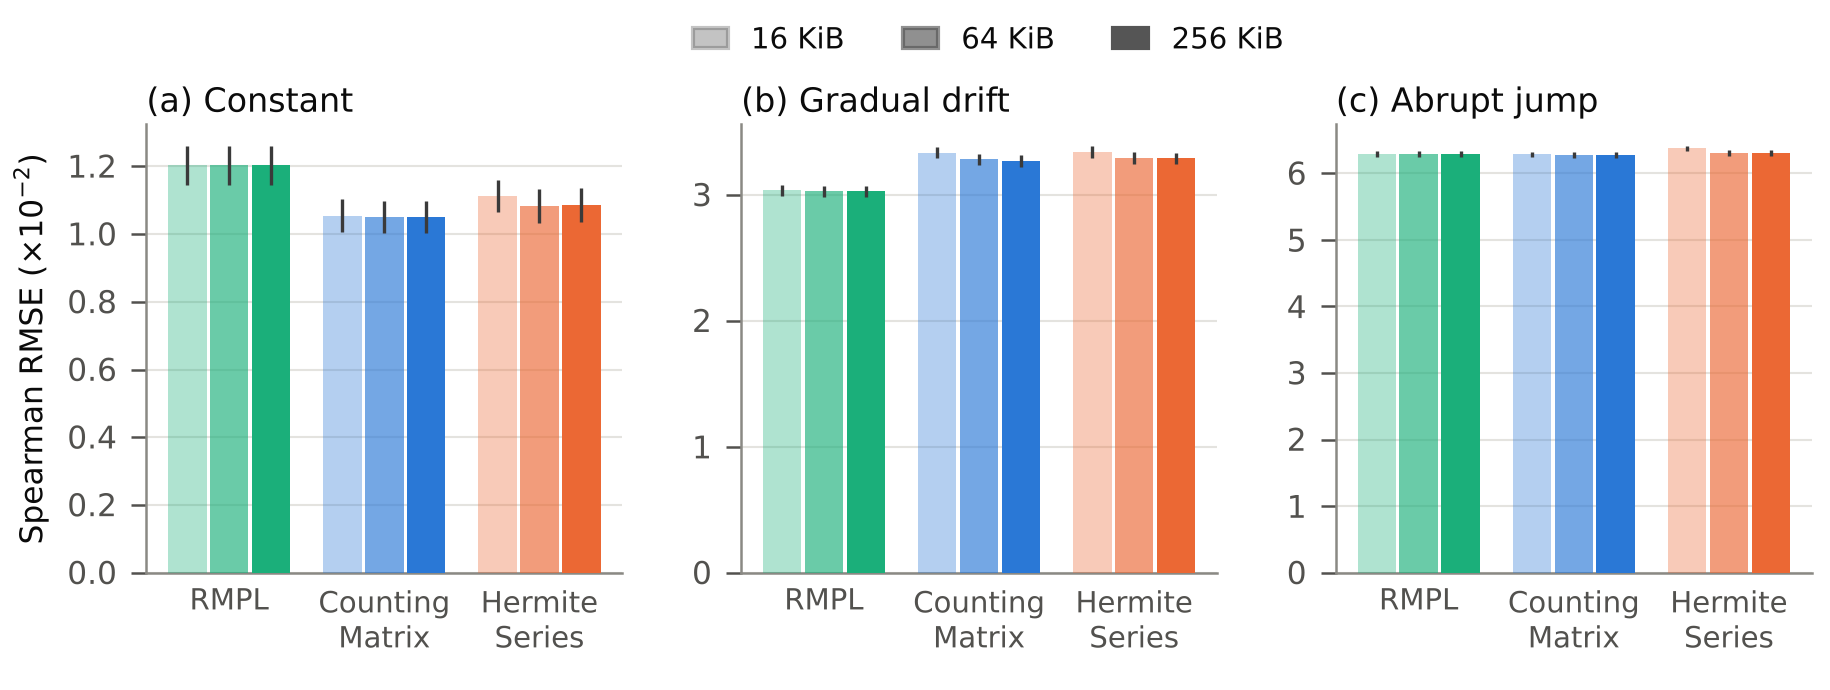 16 KiB 64 KiB 256 KiB
(a) Constant
Spearman RMSE (×10⁻²)
1.2
1.0
0.8
0.6
0.4
0.2
0.0
RMPL
Counting
Matrix
Hermite
Series
(b) Gradual drift
3
2
1
0
RMPL
Counting
Matrix
Hermite
Series
(c) Abrupt jump
6
5
4
3
2
1
0
RMPL
Counting
Matrix
Hermite
Series